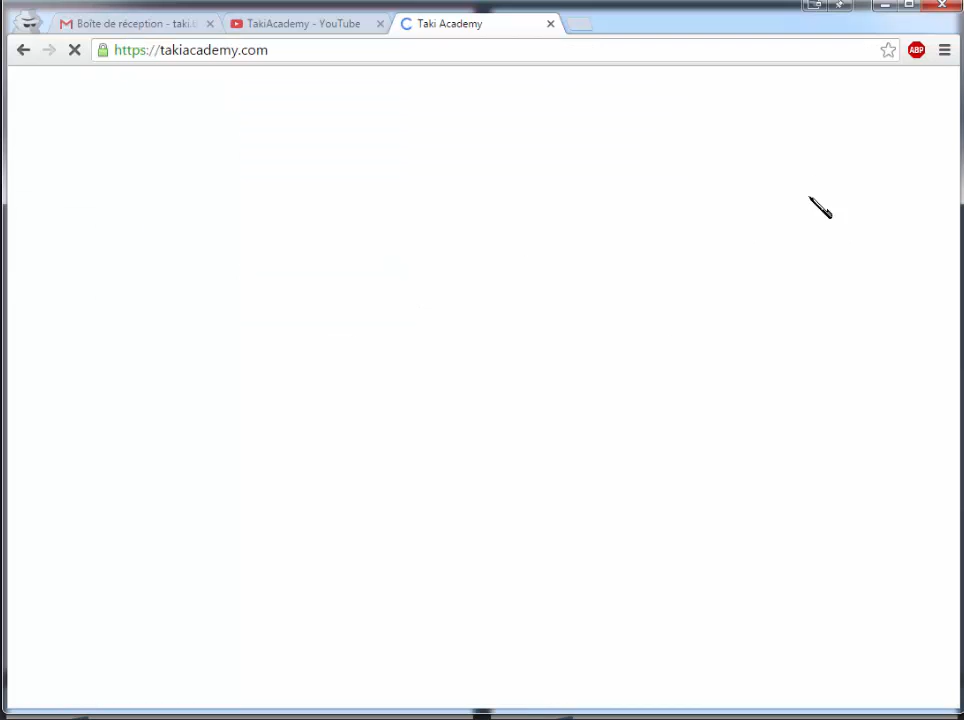 Boîte de réception - taki.t
TakiAcademy - YouTube
Taki Academy
https://takiacademy.com
ABP